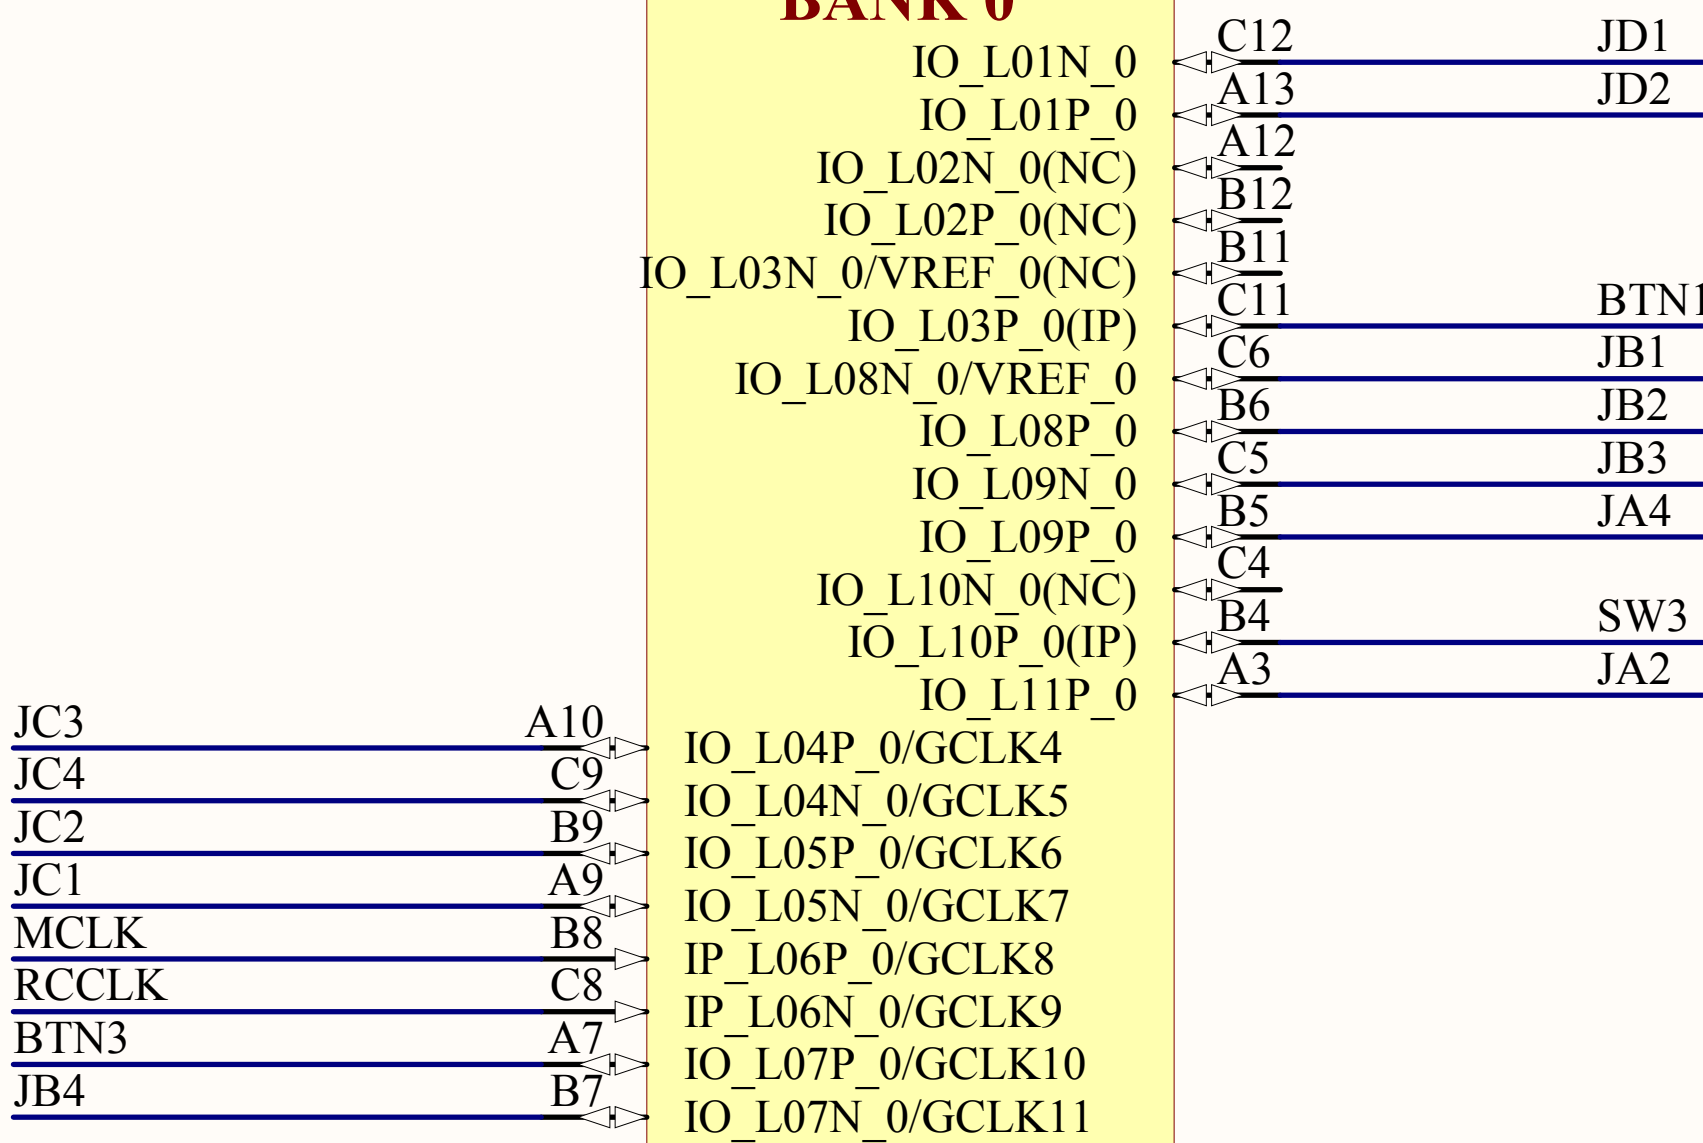 BANK 0
IO_L01N_0 C12 JD1
IO_L01P_0 A13 JD2
IO_L02N_0(NC) A12
IO_L02P_0(NC) B12
IO_L03N_0/VREF_0(NC) B11
IO_L03P_0(IP) C11 BTN1
IO_L08N_0/VREF_0 C6 JB1
IO_L08P_0 B6 JB2
IO_L09N_0 C5 JB3
IO_L09P_0 B5 JA4
IO_L10N_0(NC) C4
IO_L10P_0(IP) B4 SW3
IO_L11P_0 A3 JA2
JC3 A10 IO_L04P_0/GCLK4
JC4 C9 IO_L04N_0/GCLK5
JC2 B9 IO_L05P_0/GCLK6
JC1 A9 IO_L05N_0/GCLK7
MCLK B8 IP_L06P_0/GCLK8
RCCLK C8 IP_L06N_0/GCLK9
BTN3 A7 IO_L07P_0/GCLK10
JB4 B7 IO_L07N_0/GCLK11